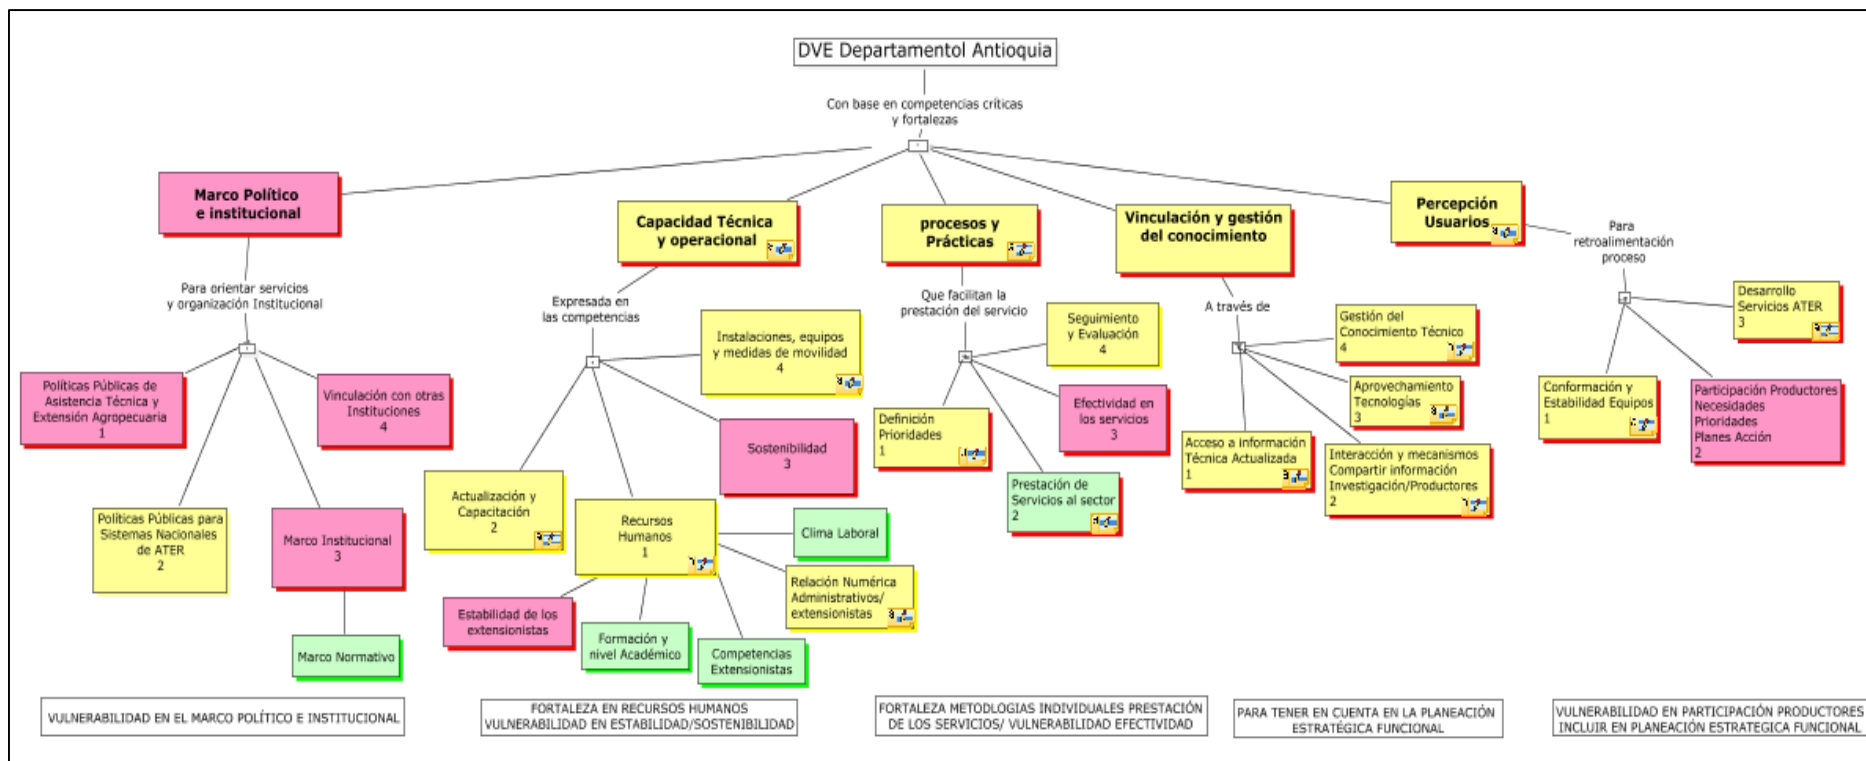 DVE Departamentol Antioquia
Con base en competencias críticas
y fortalezas
Marco Político
e institucional
Para orientar servicios
y organización Institucional
Políticas Públicas de
Asistencia Técnica y
Extensión Agropecuaria
1
Vinculación con otras
Instituciones
4
Políticas Públicas para
Sistemas Nacionales
de ATER
2
Marco Institucional
3
Marco Normativo
VULNERABILIDAD EN EL MARCO POLÍTICO E INSTITUCIONAL
Capacidad Técnica
y operacional
Expresada en
las competencias
Instalaciones, equipos
y medidas de movilidad
4
Sostenibilidad
3
Actualización y
Capacitación
2
Recursos
Humanos
1
Clima Laboral
Relación Numérica
Administrativos/
extensionistas
Estabilidad de los
extensionistas
Formación y
nivel Académico
Competencias
Extensionistas
FORTALEZA EN RECURSOS HUMANOS
VULNERABILIDAD EN ESTABILIDAD/SOSTENIBILIDAD
procesos y
Prácticas
Que facilitan la
prestación del servicio
Seguimiento
y Evaluación
4
Efectividad en
los servicios
3
Definición
Prioridades
1
Prestación de
Servicios al sector
2
FORTALEZA METODOLOGIAS INDIVIDUALES PRESTACIÓN
DE LOS SERVICIOS/ VULNERABILIDAD EFECTIVIDAD
Vinculación y gestión
del conocimiento
A través de
Gestión del
Conocimiento Técnico
4
Aprovechamiento
Tecnologías
3
Acceso a información
Técnica Actualizada
1
Interacción y mecanismos
Compartir información
Investigación/Productores
2
PARA TENER EN CUENTA EN LA PLANEACIÓN
ESTRATÉGICA FUNCIONAL
Percepción
Usuarios
Para
retroalimentación
proceso
Desarrollo
Servicios ATER
3
Conformación y
Estabilidad Equipos
1
Participación Productores
Necesidades
Prioridades
Planes Acción
2
VULNERABILIDAD EN PARTICIPACIÓN PRODUCTORES
INCLUIR EN PLANEACIÓN ESTRATEGICA FUNCIONAL